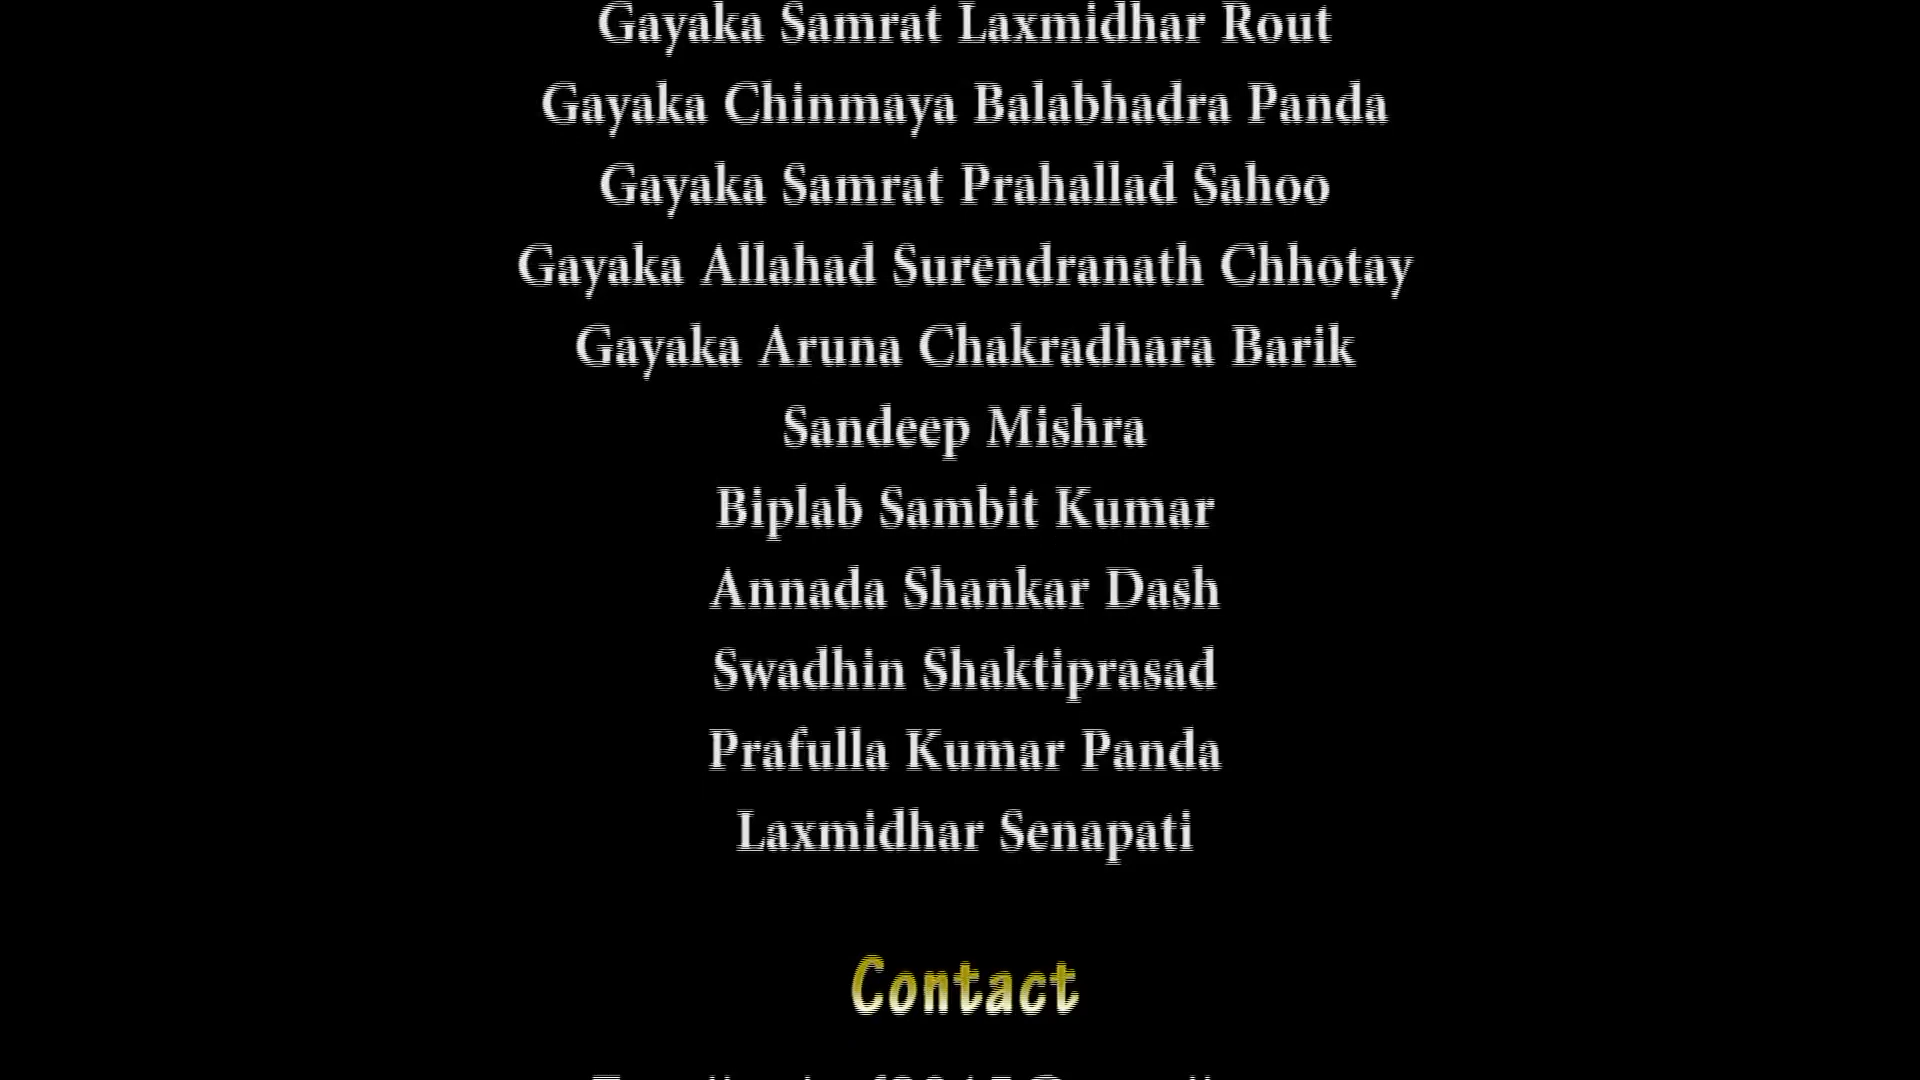 Gayaka Samrat Laxmidhar Rout
Gayaka Chinmaya Balabhadra Panda
Gayaka Samrat Prahallad Sahoo
Gayaka Allahad Surendranath Chhotay
Gayaka Aruna Chakradhara Barik
Sandeep Mishra
Biplab Sambit Kumar
Annada Shankar Dash
Swadhin Shaktiprasad
Prafulla Kumar Panda
Laxmidhar Senapati
Contact